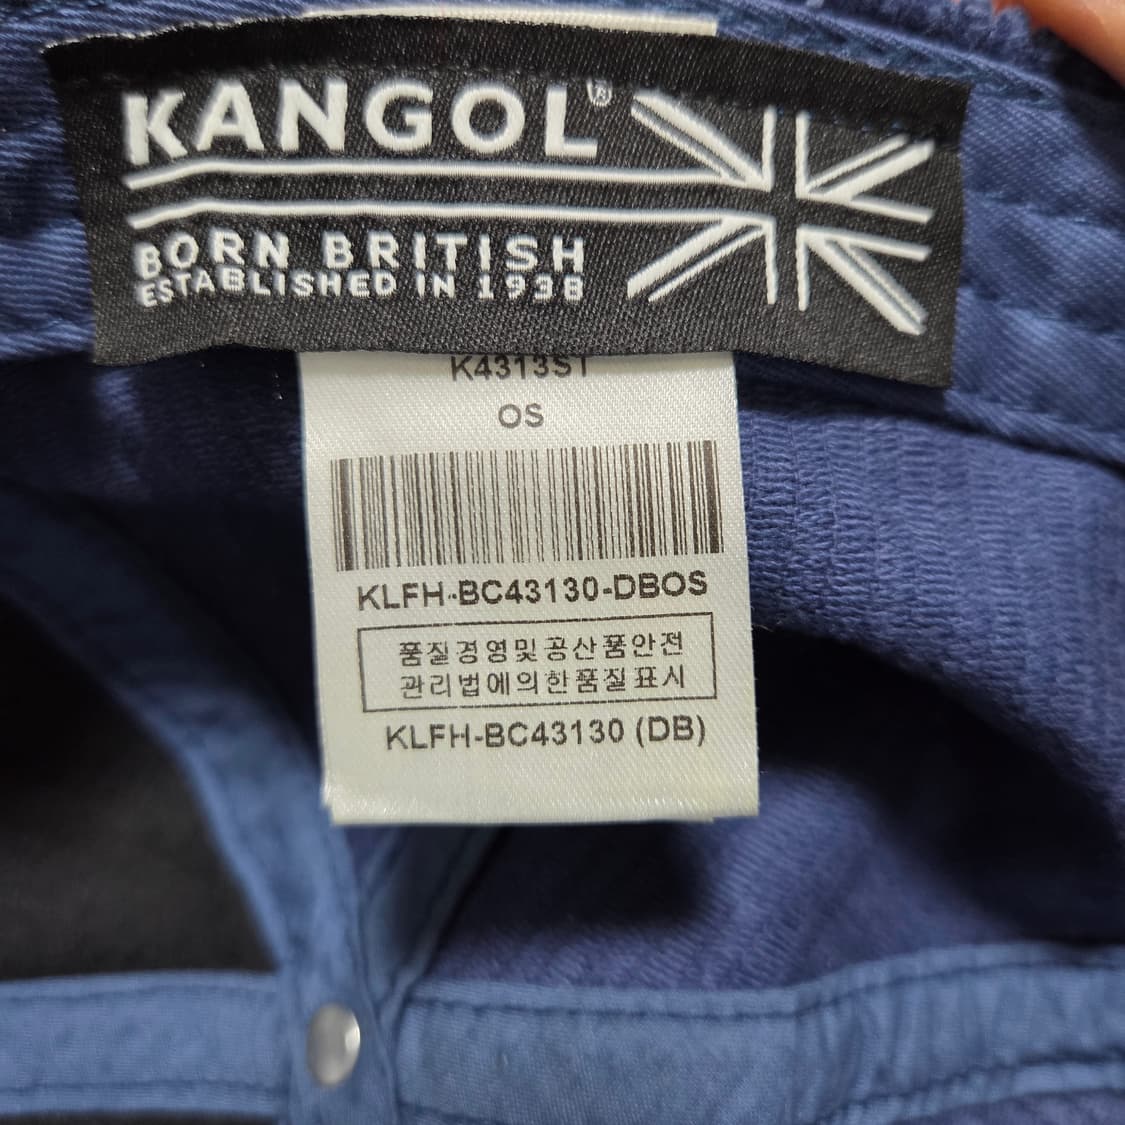 KANGOL®
BORN BRITISH
ESTABLISHED IN 1938
K4313ST
OS
KLFH-BC43130-DBOS
품질경영및공산품안전
관리법에의한품질표시
KLFH-BC43130 (DB)